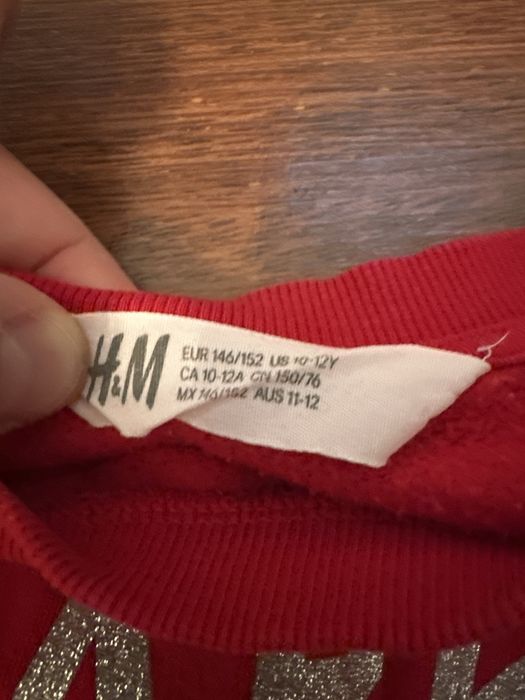 H&M
EUR 146/152 US 10-12Y
CA 10-12A CN 150/76
MX 146/152 AUS 11-12